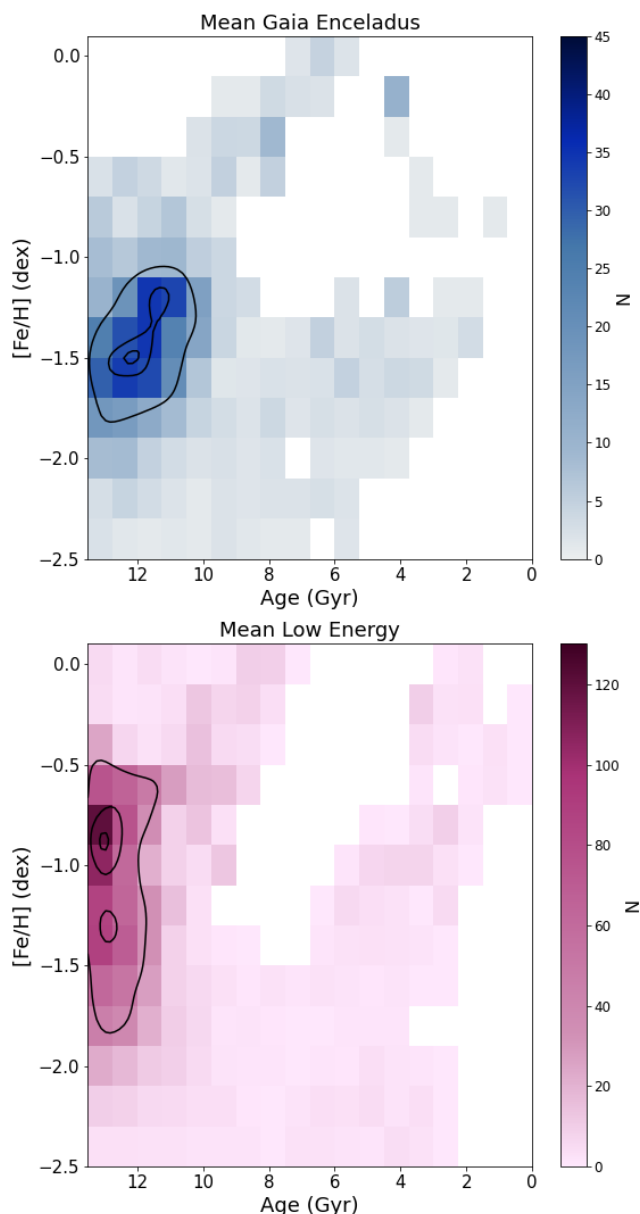 Mean Gaia Enceladus
0.0
−0.5
−1.0
−1.5
−2.0
−2.5
[Fe/H] (dex)
12 10 8 6 4 2 0
Age (Gyr)
45
40
35
30
25
20
15
10
5
0
N
Mean Low Energy
0.0
−0.5
−1.0
−1.5
−2.0
−2.5
[Fe/H] (dex)
12 10 8 6 4 2 0
Age (Gyr)
120
100
80
60
40
20
0
N